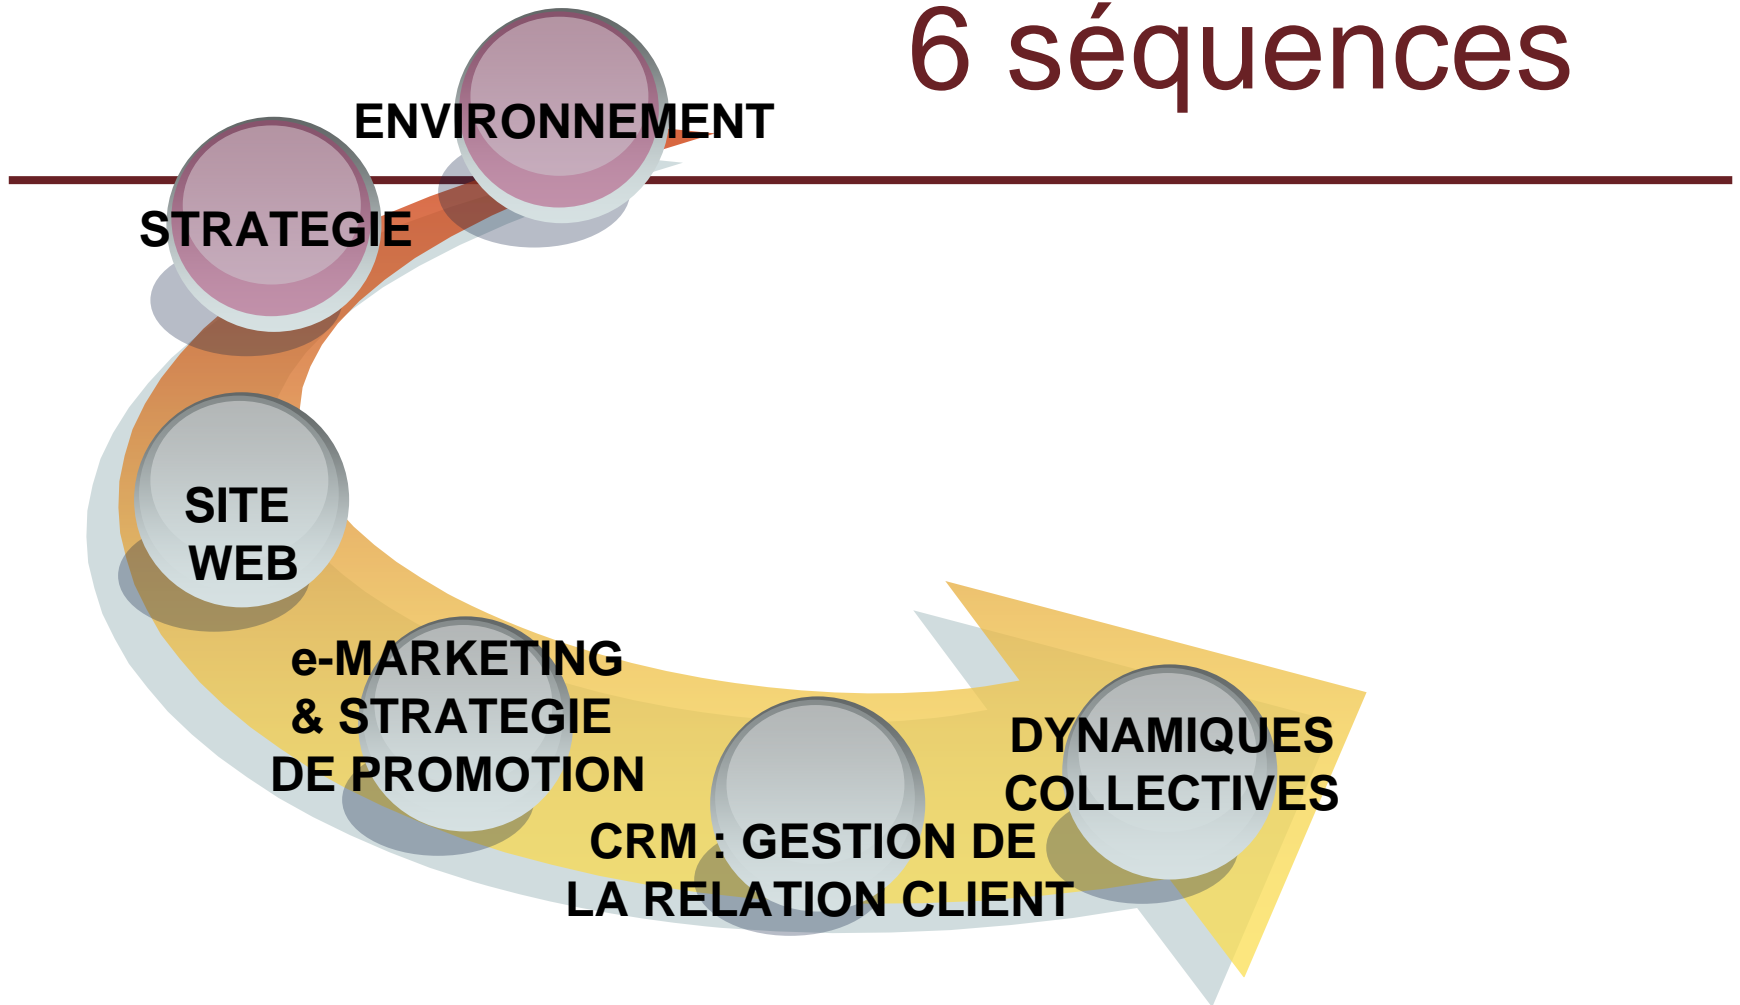 6 séquences
ENVIRONNEMENT
STRATEGIE
SITE
WEB
e-MARKETING
& STRATEGIE
DE PROMOTION
CRM : GESTION DE
LA RELATION CLIENT
DYNAMIQUES
COLLECTIVES